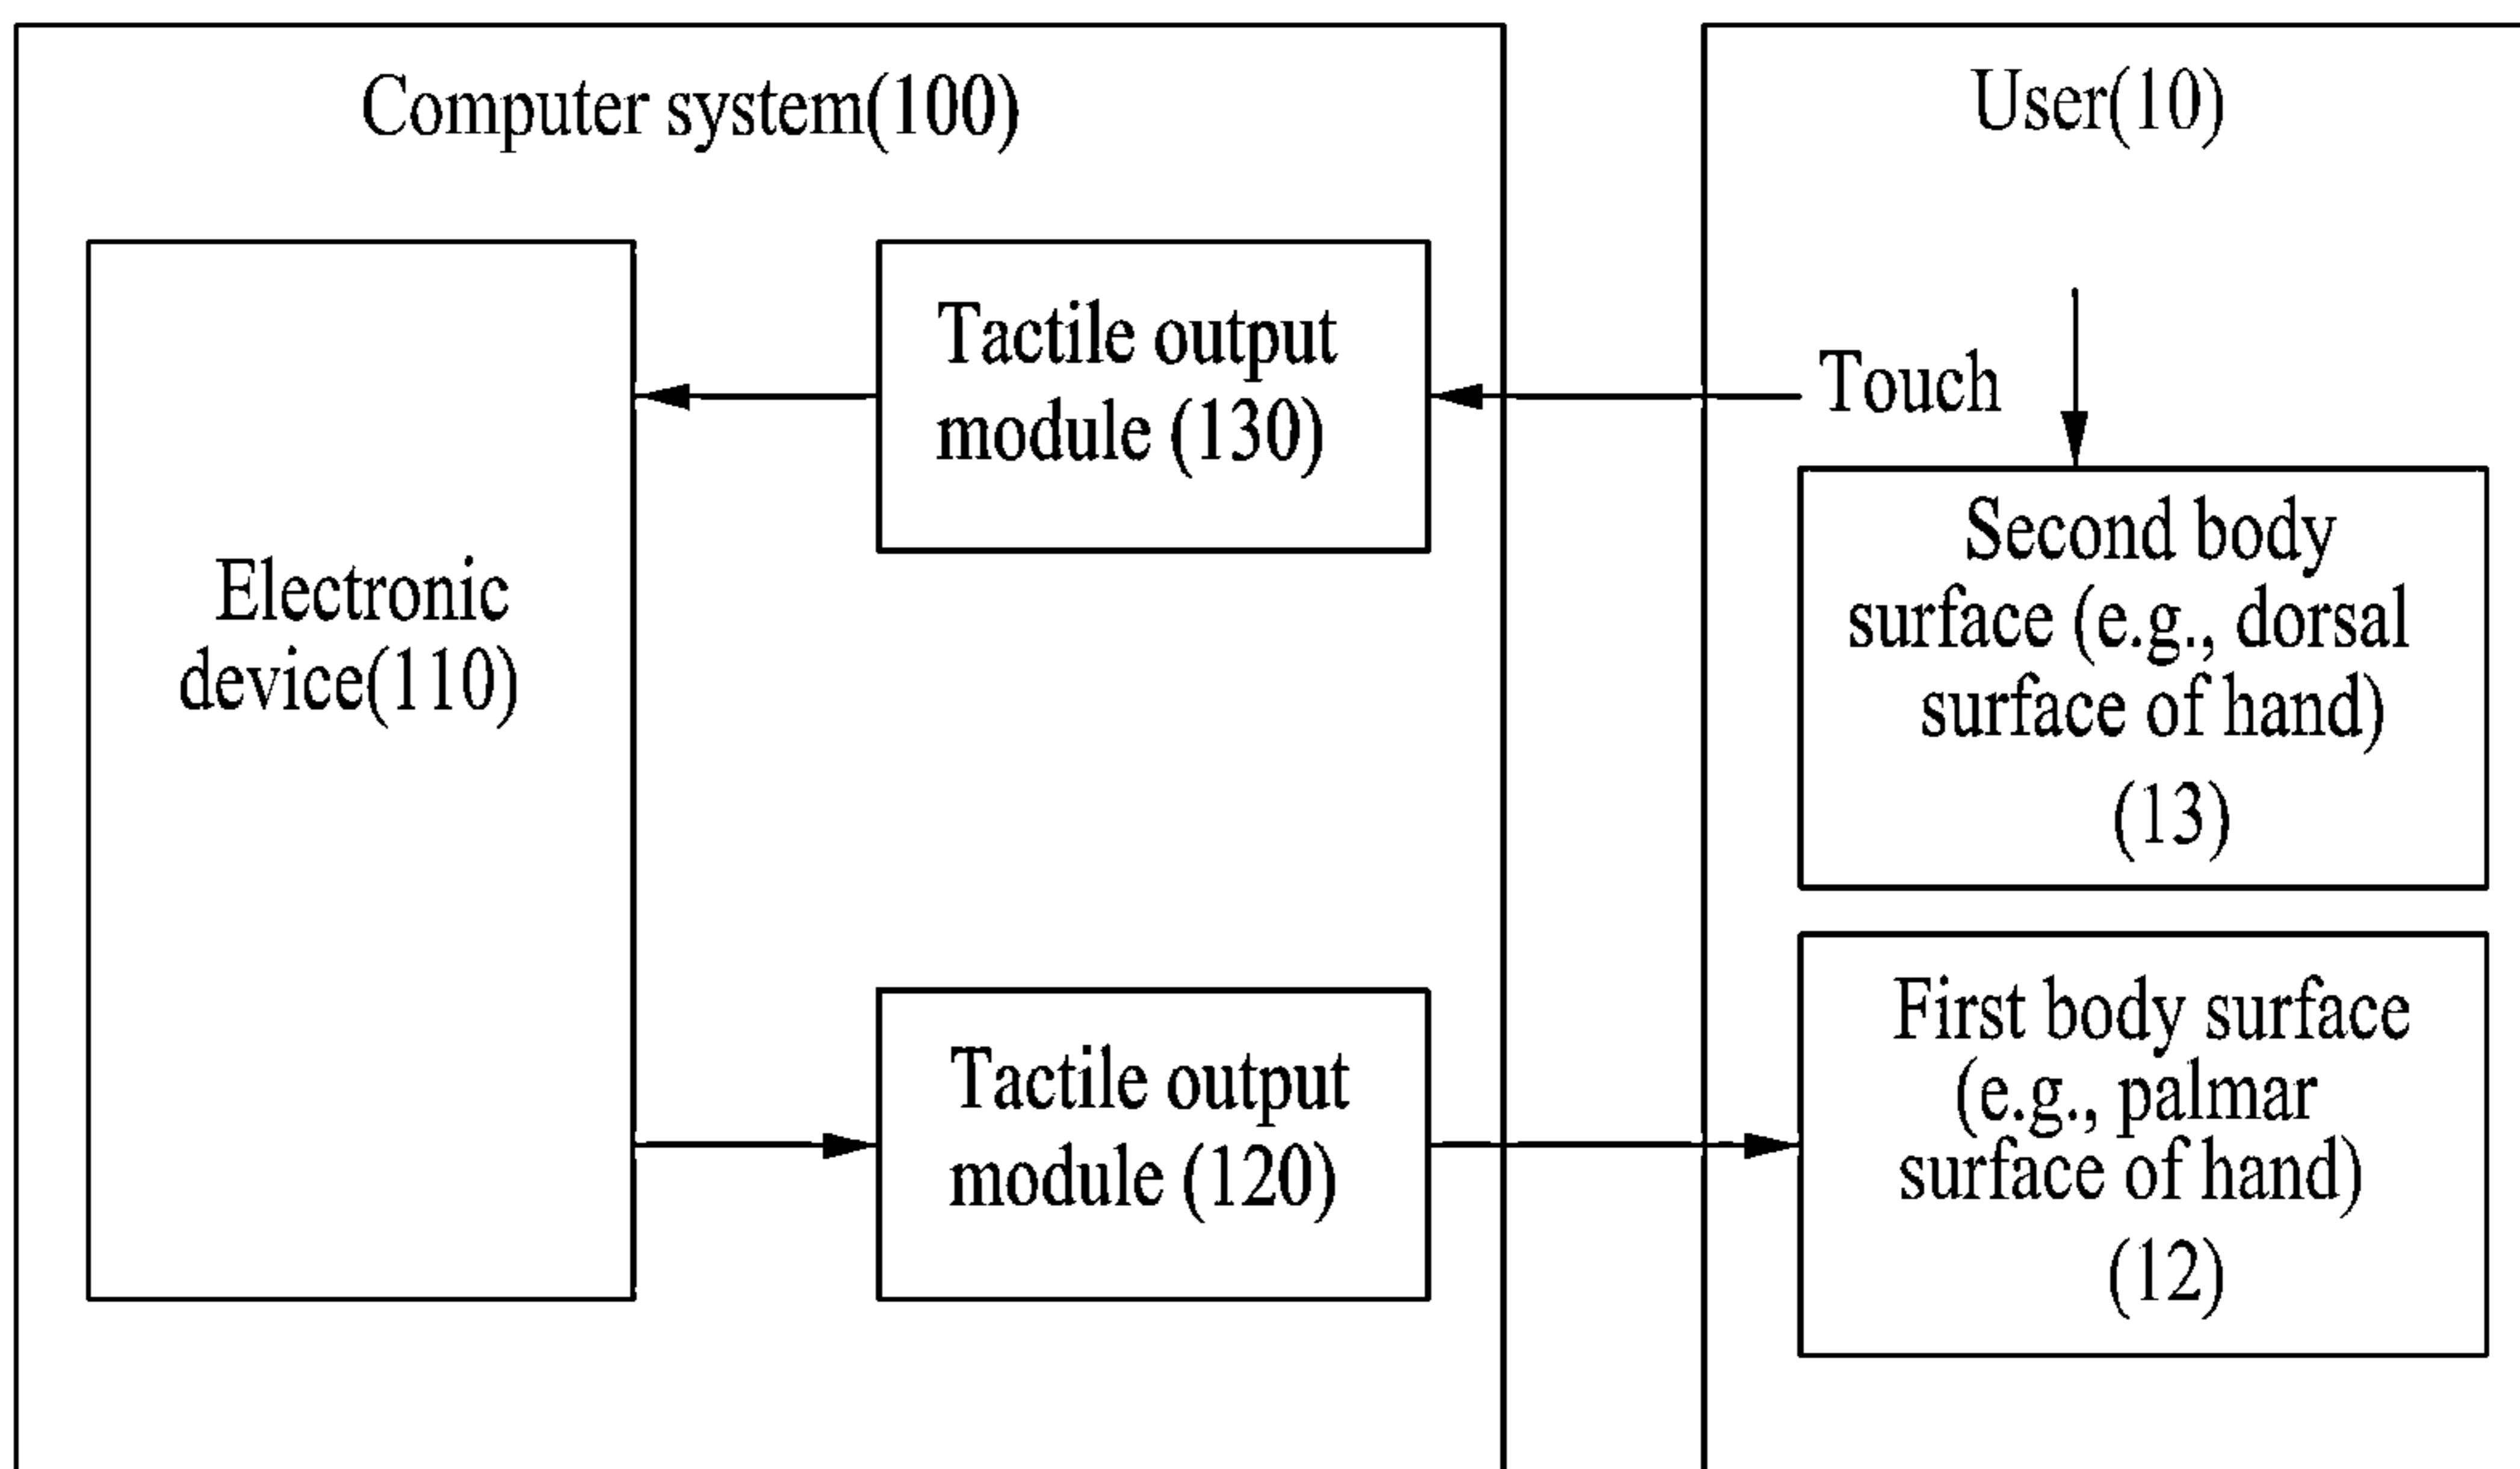 Computer system(100)
User(10)
Electronic
device(110)
Tactile output
module (130)
Touch
Second body
surface (e.g., dorsal
surface of hand)
(13)
Tactile output
module (120)
First body surface
(e.g., palmar
surface of hand)
(12)